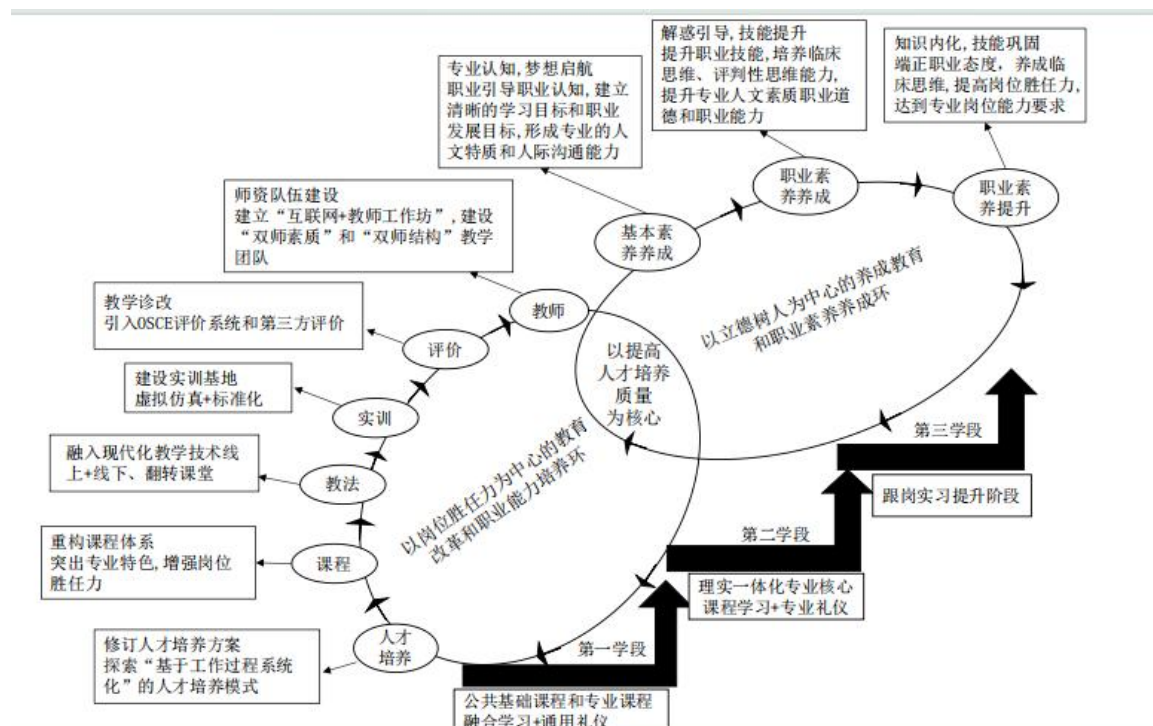 解惑引导,技能提升
提升职业技能,培养临床
思维、评判性思维能力,
提升专业人文素质职业道
德和职业能力
知识内化,技能巩固
端正职业态度，养成临
床思维,提高岗位胜任力,
达到专业岗位能力要求
专业认知,梦想启航
职业引导职业认知,建立
清晰的学习目标和职业
发展目标,形成专业的人
文特质和人际沟通能力
职业素
养养成
职业素
养提升
师资队伍建设
建立“互联网+教师工作坊”,建设
“双师素质”和“双师结构”教学
团队
基本素
养养成
教学诊改
引入OSCE评价系统和第三方评价
教师
以立德树人为中心的养成教育
和职业素养养成环
评价
以提高
人才培养
质量
为核心
建设实训基地
虚拟仿真+标准化
实训
第三学段
融入现代化教学技术线
上+线下、翻转课堂
教法
以岗位胜任力为中心的教育
改革和职业能力培养环
跟岗实习提升阶段
重构课程体系
突出专业特色,增强岗位
胜任力
课程
第二学段
理实一体化专业核心
课程学习+专业礼仪
修订人才培养方案
探索“基于工作过程系统
化”的人才培养模式
人才
培养
第一学段
公共基础课程和专业课程
融合学习+通用礼仪